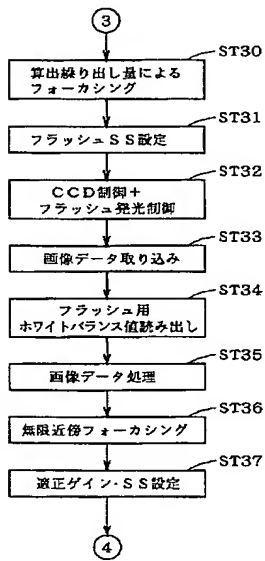 ③
ST30
算出繰り出し量による
フォーカシング
ST31
フラッシュSS設定
ST32
CCD制御+
フラッシュ発光制御
ST33
画像データ取り込み
ST34
フラッシュ用
ホワイトバランス値読み出し
ST35
画像データ処理
ST36
無限近傍フォーカシング
ST37
適正ゲイン・SS設定
④